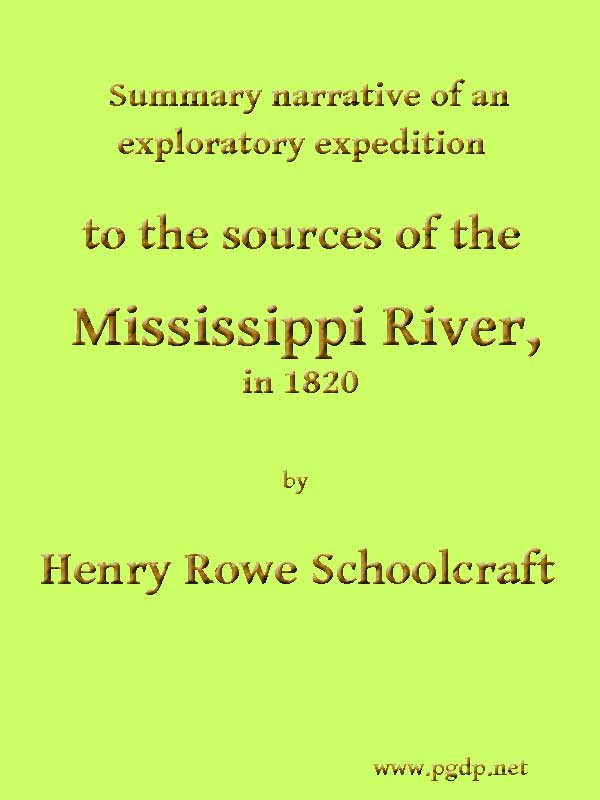 Summary narrative of an
exploratory expedition
to the sources of the
Mississippi River,
in 1820
by
Henry Rowe Schoolcraft
www.pgdp.net